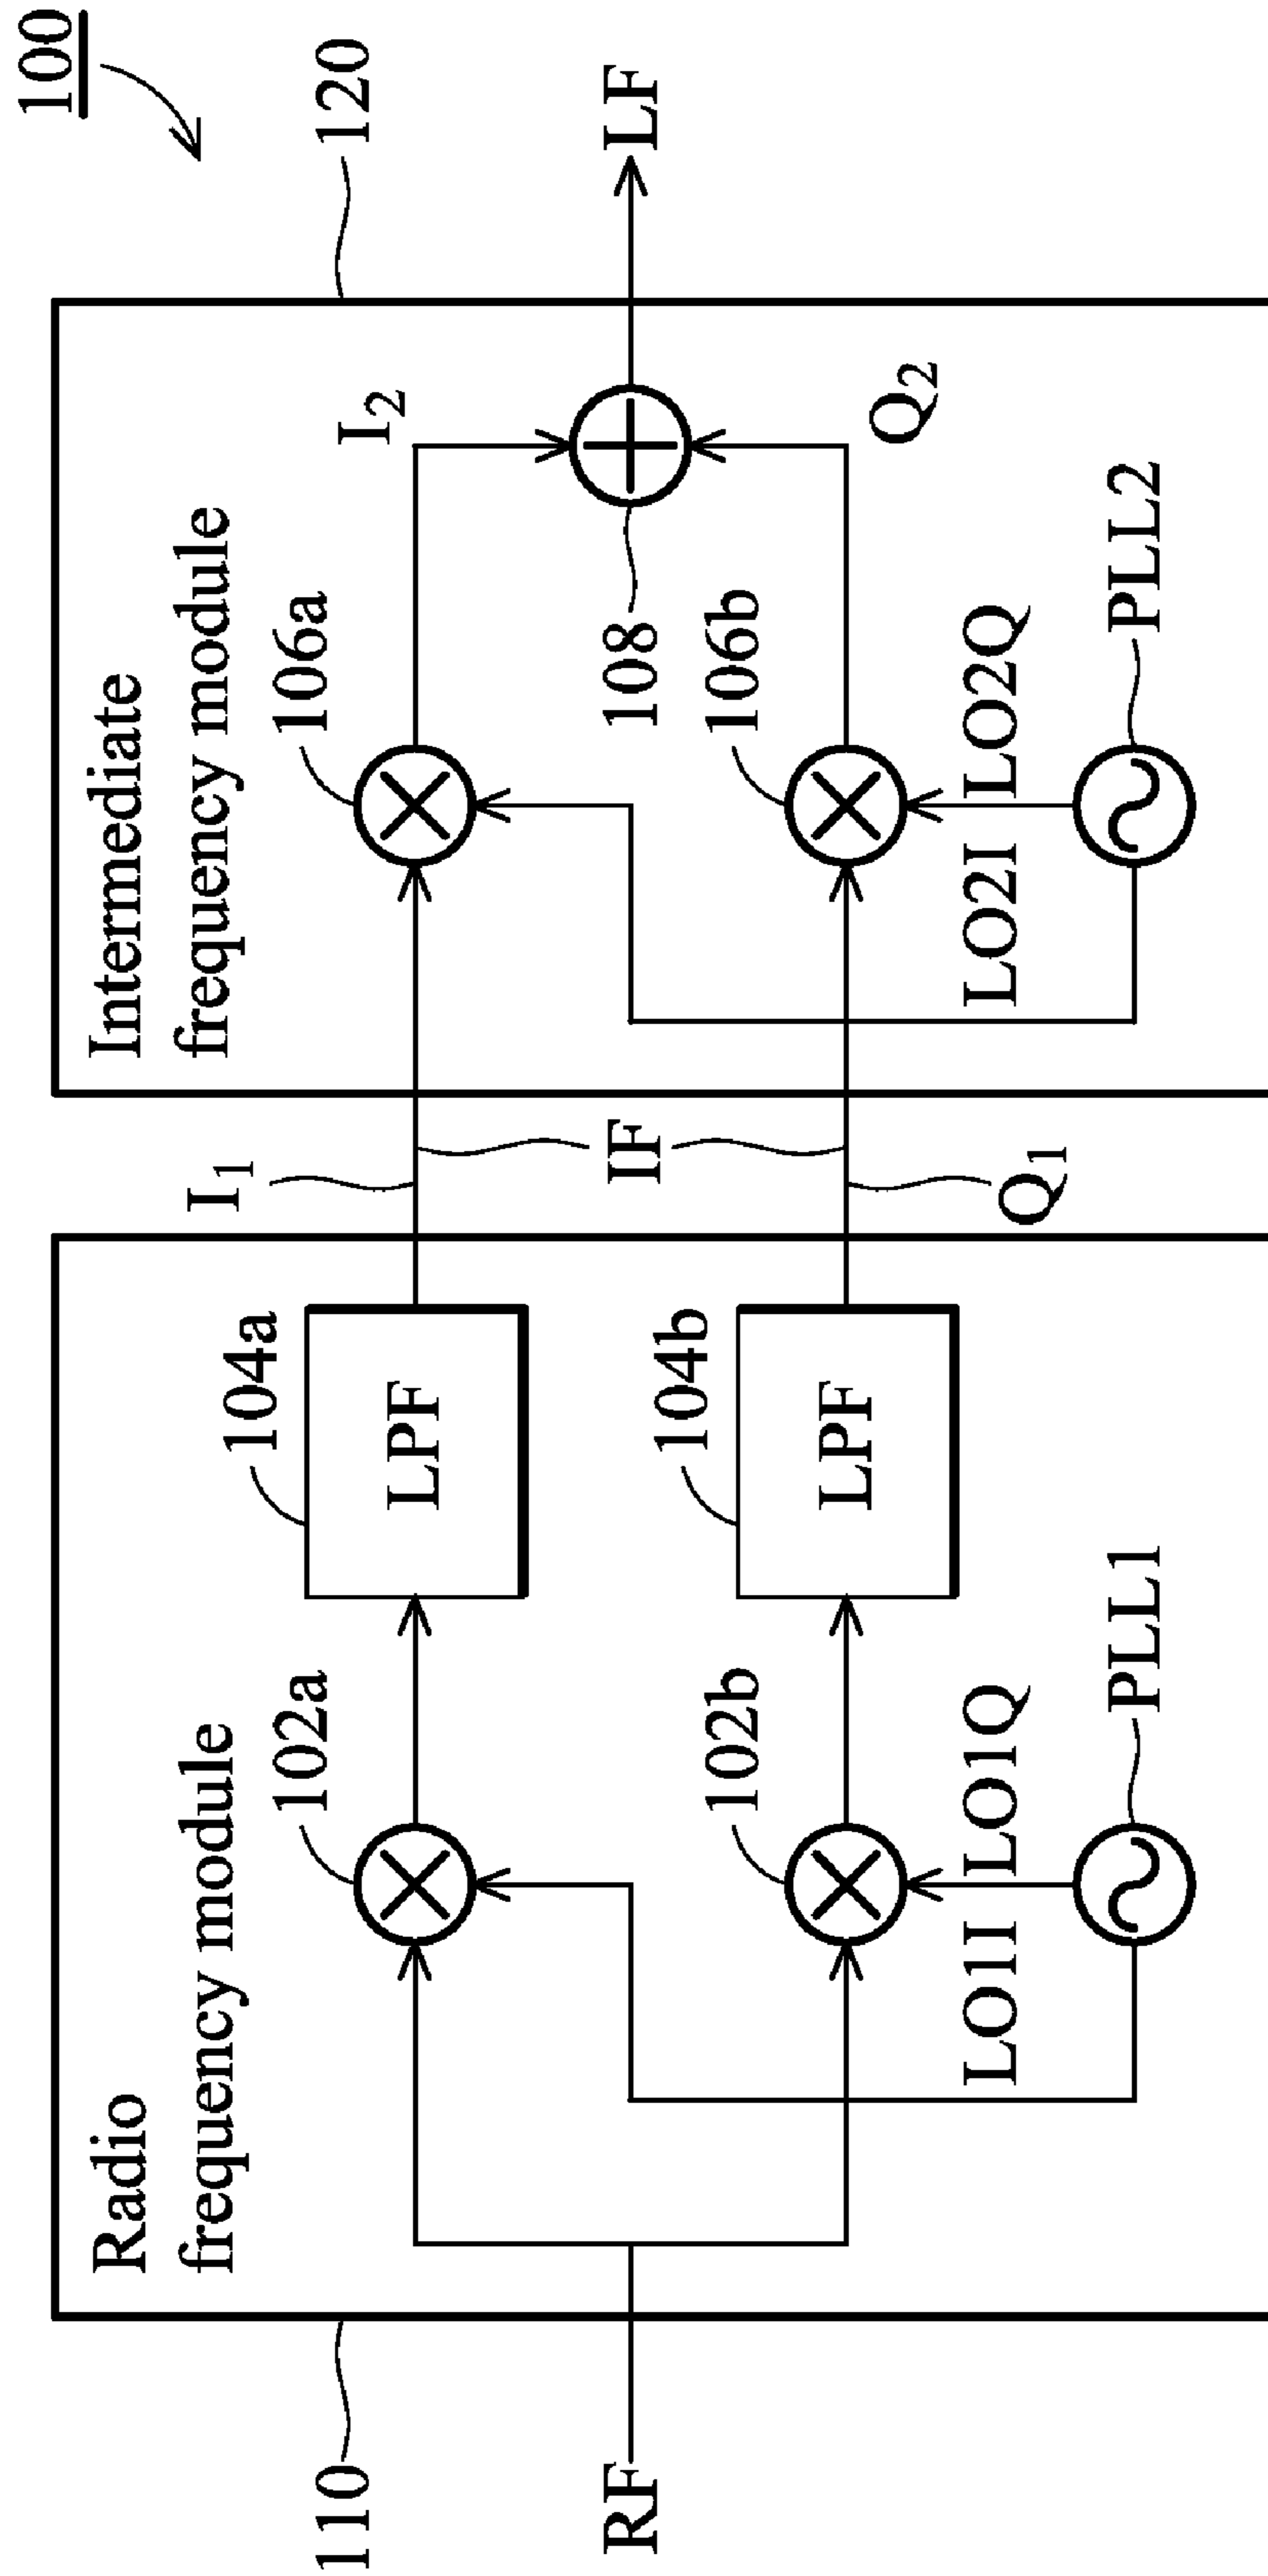 100
110
120
Radio
frequency module
Intermediate
frequency module
102a
104a
LPF
I1
106a
I2
RF
IF
108
LF
102b
104b
LPF
Q1
106b
Q2
LO1I LO1Q
PLL1
LO2I LO2Q
PLL2